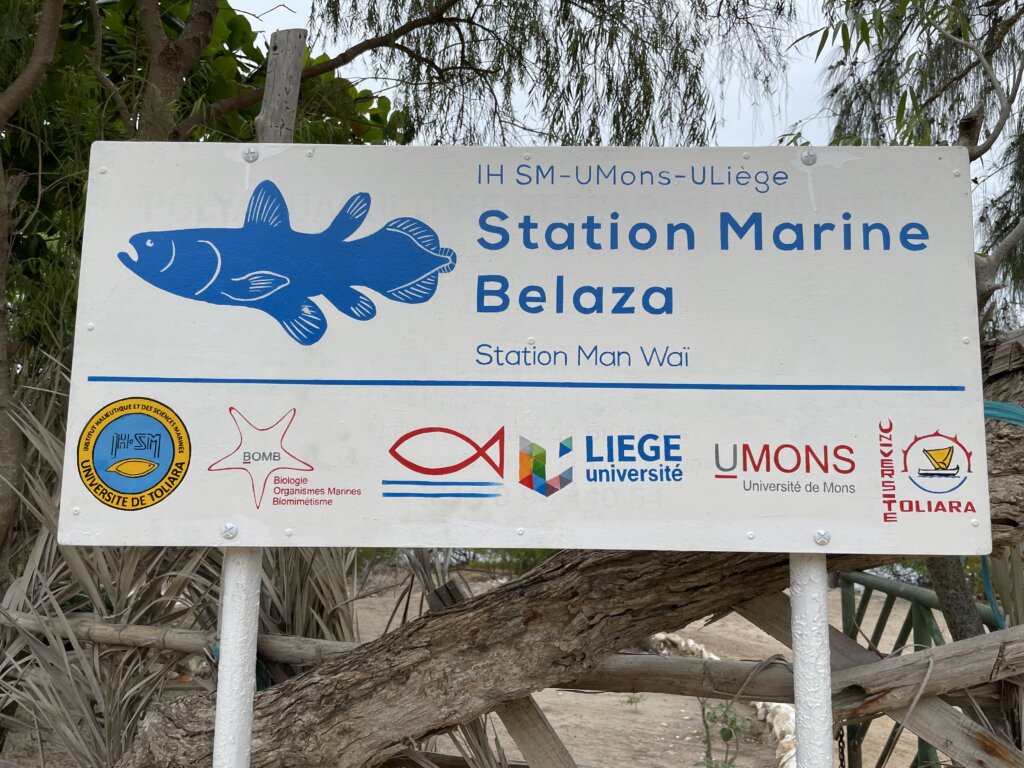 IH SM-UMons-ULiège
Station Marine
Belaza
Station Man Waï
INSTITUT HALIEUTIQUE ET DES SCIENCES MARINES
IH.SM
UNIVERSITE DE TOLIARA
BOMB
Biologie
Organismes Marines
Biomimétisme
LIEGE
université
UMONS
Université de Mons
UNIVERSITE
TOLIARA